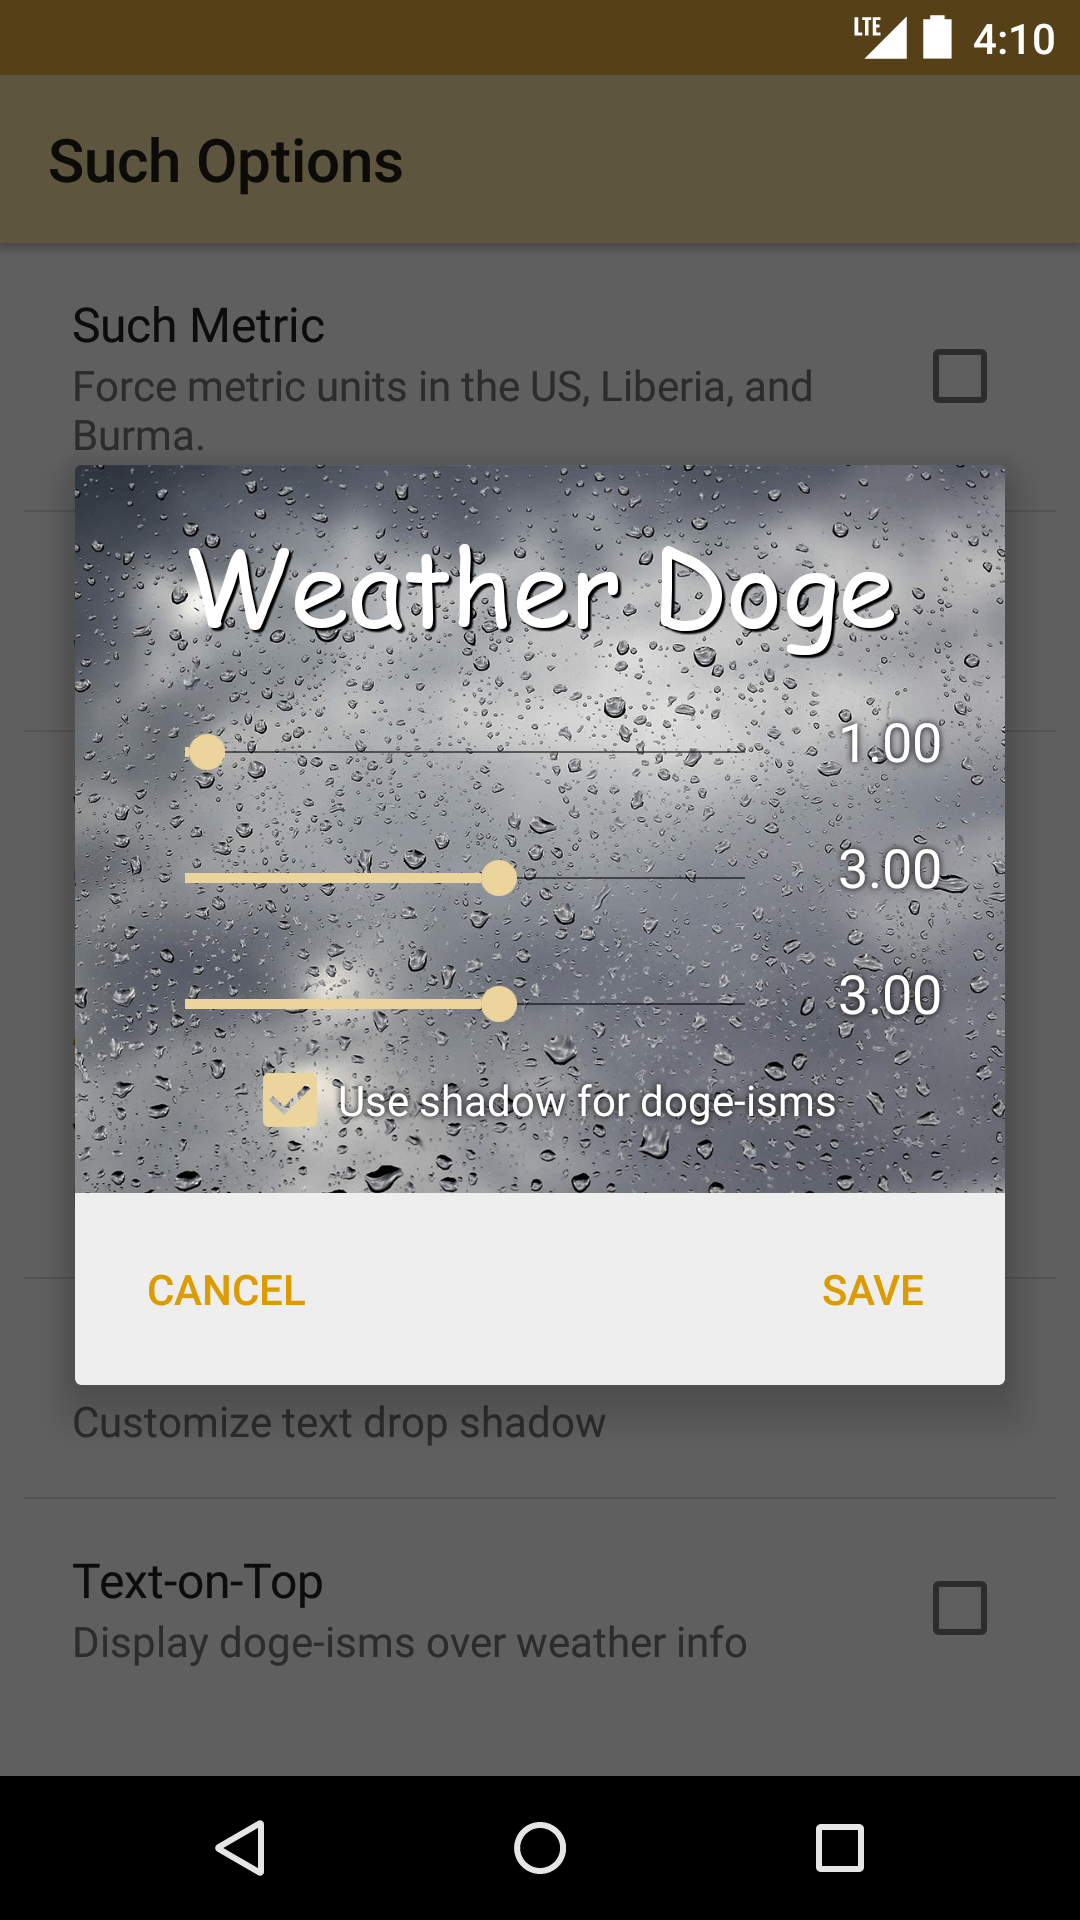 LTE 4:10
Such Options
Such Metric
Force metric units in the US, Liberia, and
Burma.
Weather Doge
1.00
3.00
3.00
Use shadow for doge-isms
CANCEL
SAVE
Customize text drop shadow
Text-on-Top
Display doge-isms over weather info